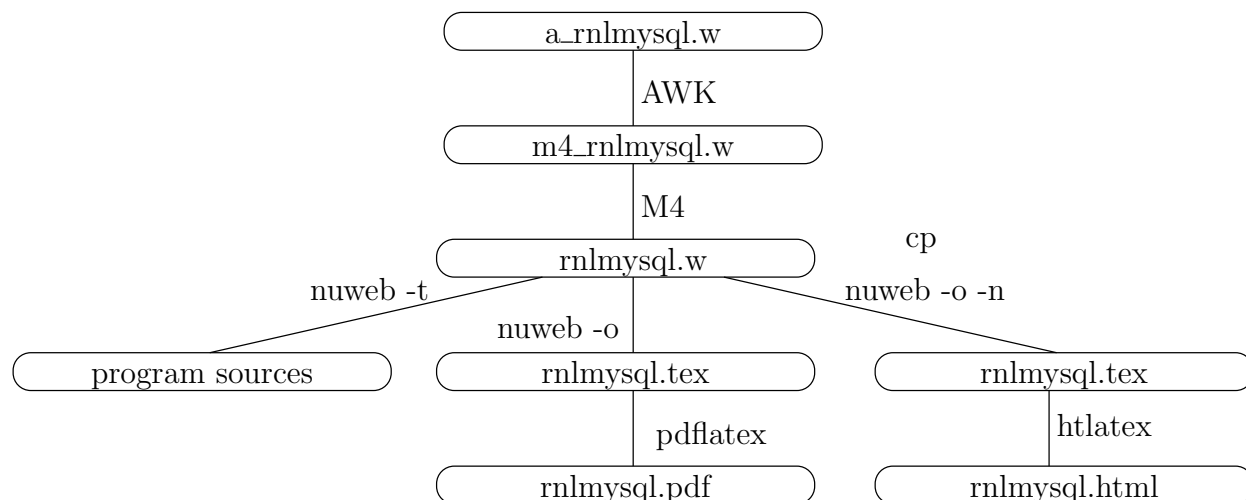 a_rnlmysql.w
AWK
m4_rnlmysql.w
M4
cp
rnlmysql.w
nuweb -t
nuweb -o -n
nuweb -o
program sources
rnlmysql.tex
rnlmysql.tex
pdflatex
htlatex
rnlmysql.pdf
rnlmysql.html